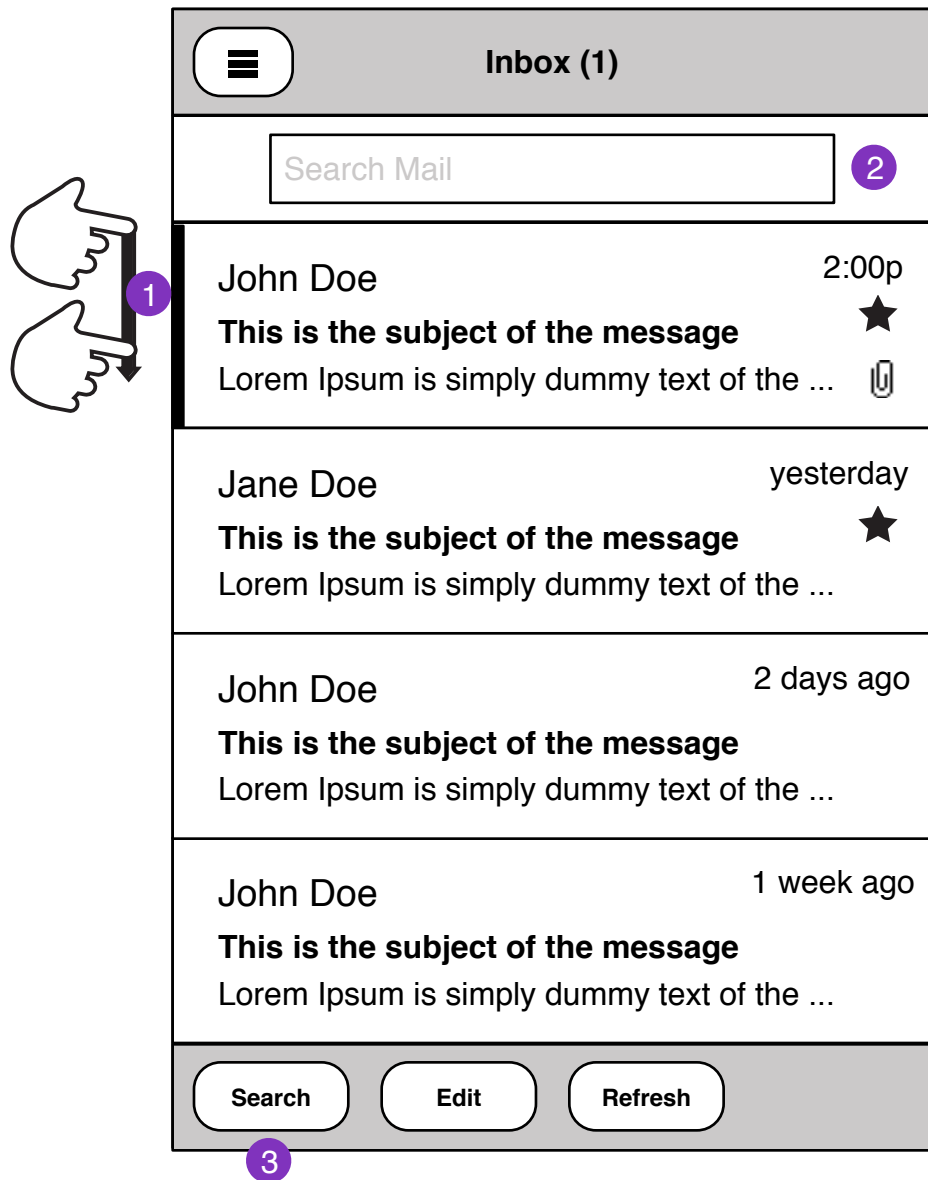 Inbox (1)
Search Mail
2
1
John Doe 2:00p
This is the subject of the message
Lorem Ipsum is simply dummy text of the ...
Jane Doe yesterday
This is the subject of the message
Lorem Ipsum is simply dummy text of the ...
John Doe 2 days ago
This is the subject of the message
Lorem Ipsum is simply dummy text of the ...
John Doe 1 week ago
This is the subject of the message
Lorem Ipsum is simply dummy text of the ...
Search Edit Refresh
3